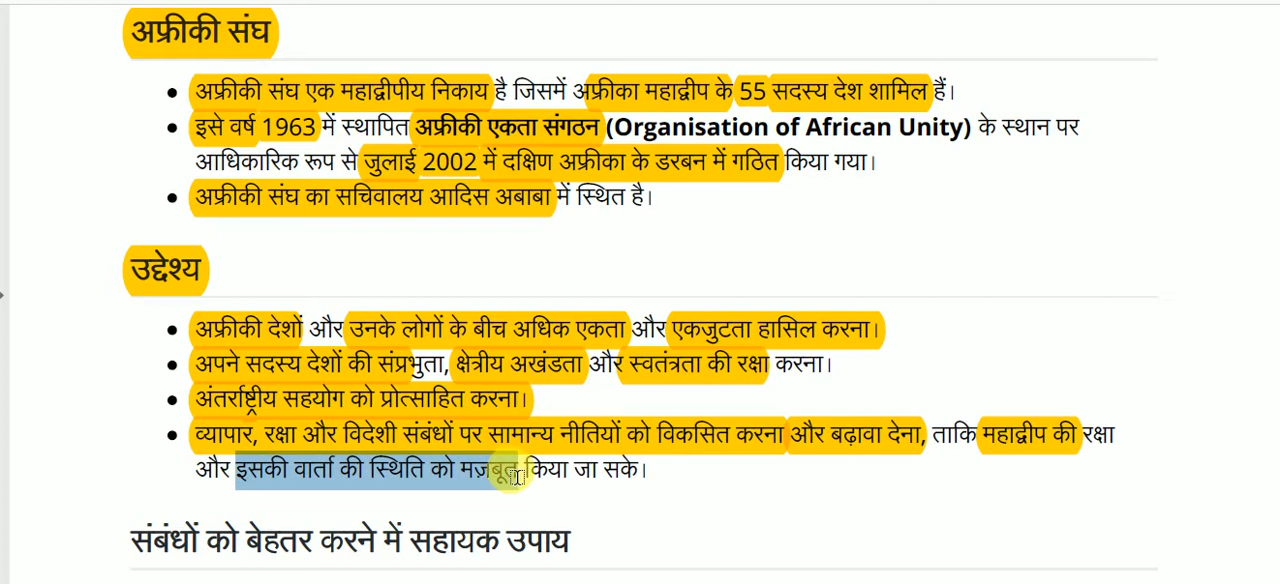 अफ्रीकी संघ
• अफ्रीकी संघ एक महाद्वीपीय निकाय है जिसमें अफ्रीका महाद्वीप के 55 सदस्य देश शामिल हैं।
• इसे वर्ष 1963 में स्थापित अफ्रीकी एकता संगठन (Organisation of African Unity) के स्थान पर
आधिकारिक रूप से जुलाई 2002 में दक्षिण अफ्रीका के डरबन में गठित किया गया।
• अफ्रीकी संघ का सचिवालय आदिस अबाबा में स्थित है।
उद्देश्य
• अफ्रीकी देशों और उनके लोगों के बीच अधिक एकता और एकजुटता हासिल करना।
• अपने सदस्य देशों की संप्रभुता, क्षेत्रीय अखंडता और स्वतंत्रता की रक्षा करना।
• अंतर्राष्ट्रीय सहयोग को प्रोत्साहित करना।
• व्यापार, रक्षा और विदेशी संबंधों पर सामान्य नीतियों को विकसित करना और बढ़ावा देना, ताकि महाद्वीप की रक्षा
और इसकी वार्ता की स्थिति को मज़बूत किया जा सके।
संबंधों को बेहतर करने में सहायक उपाय